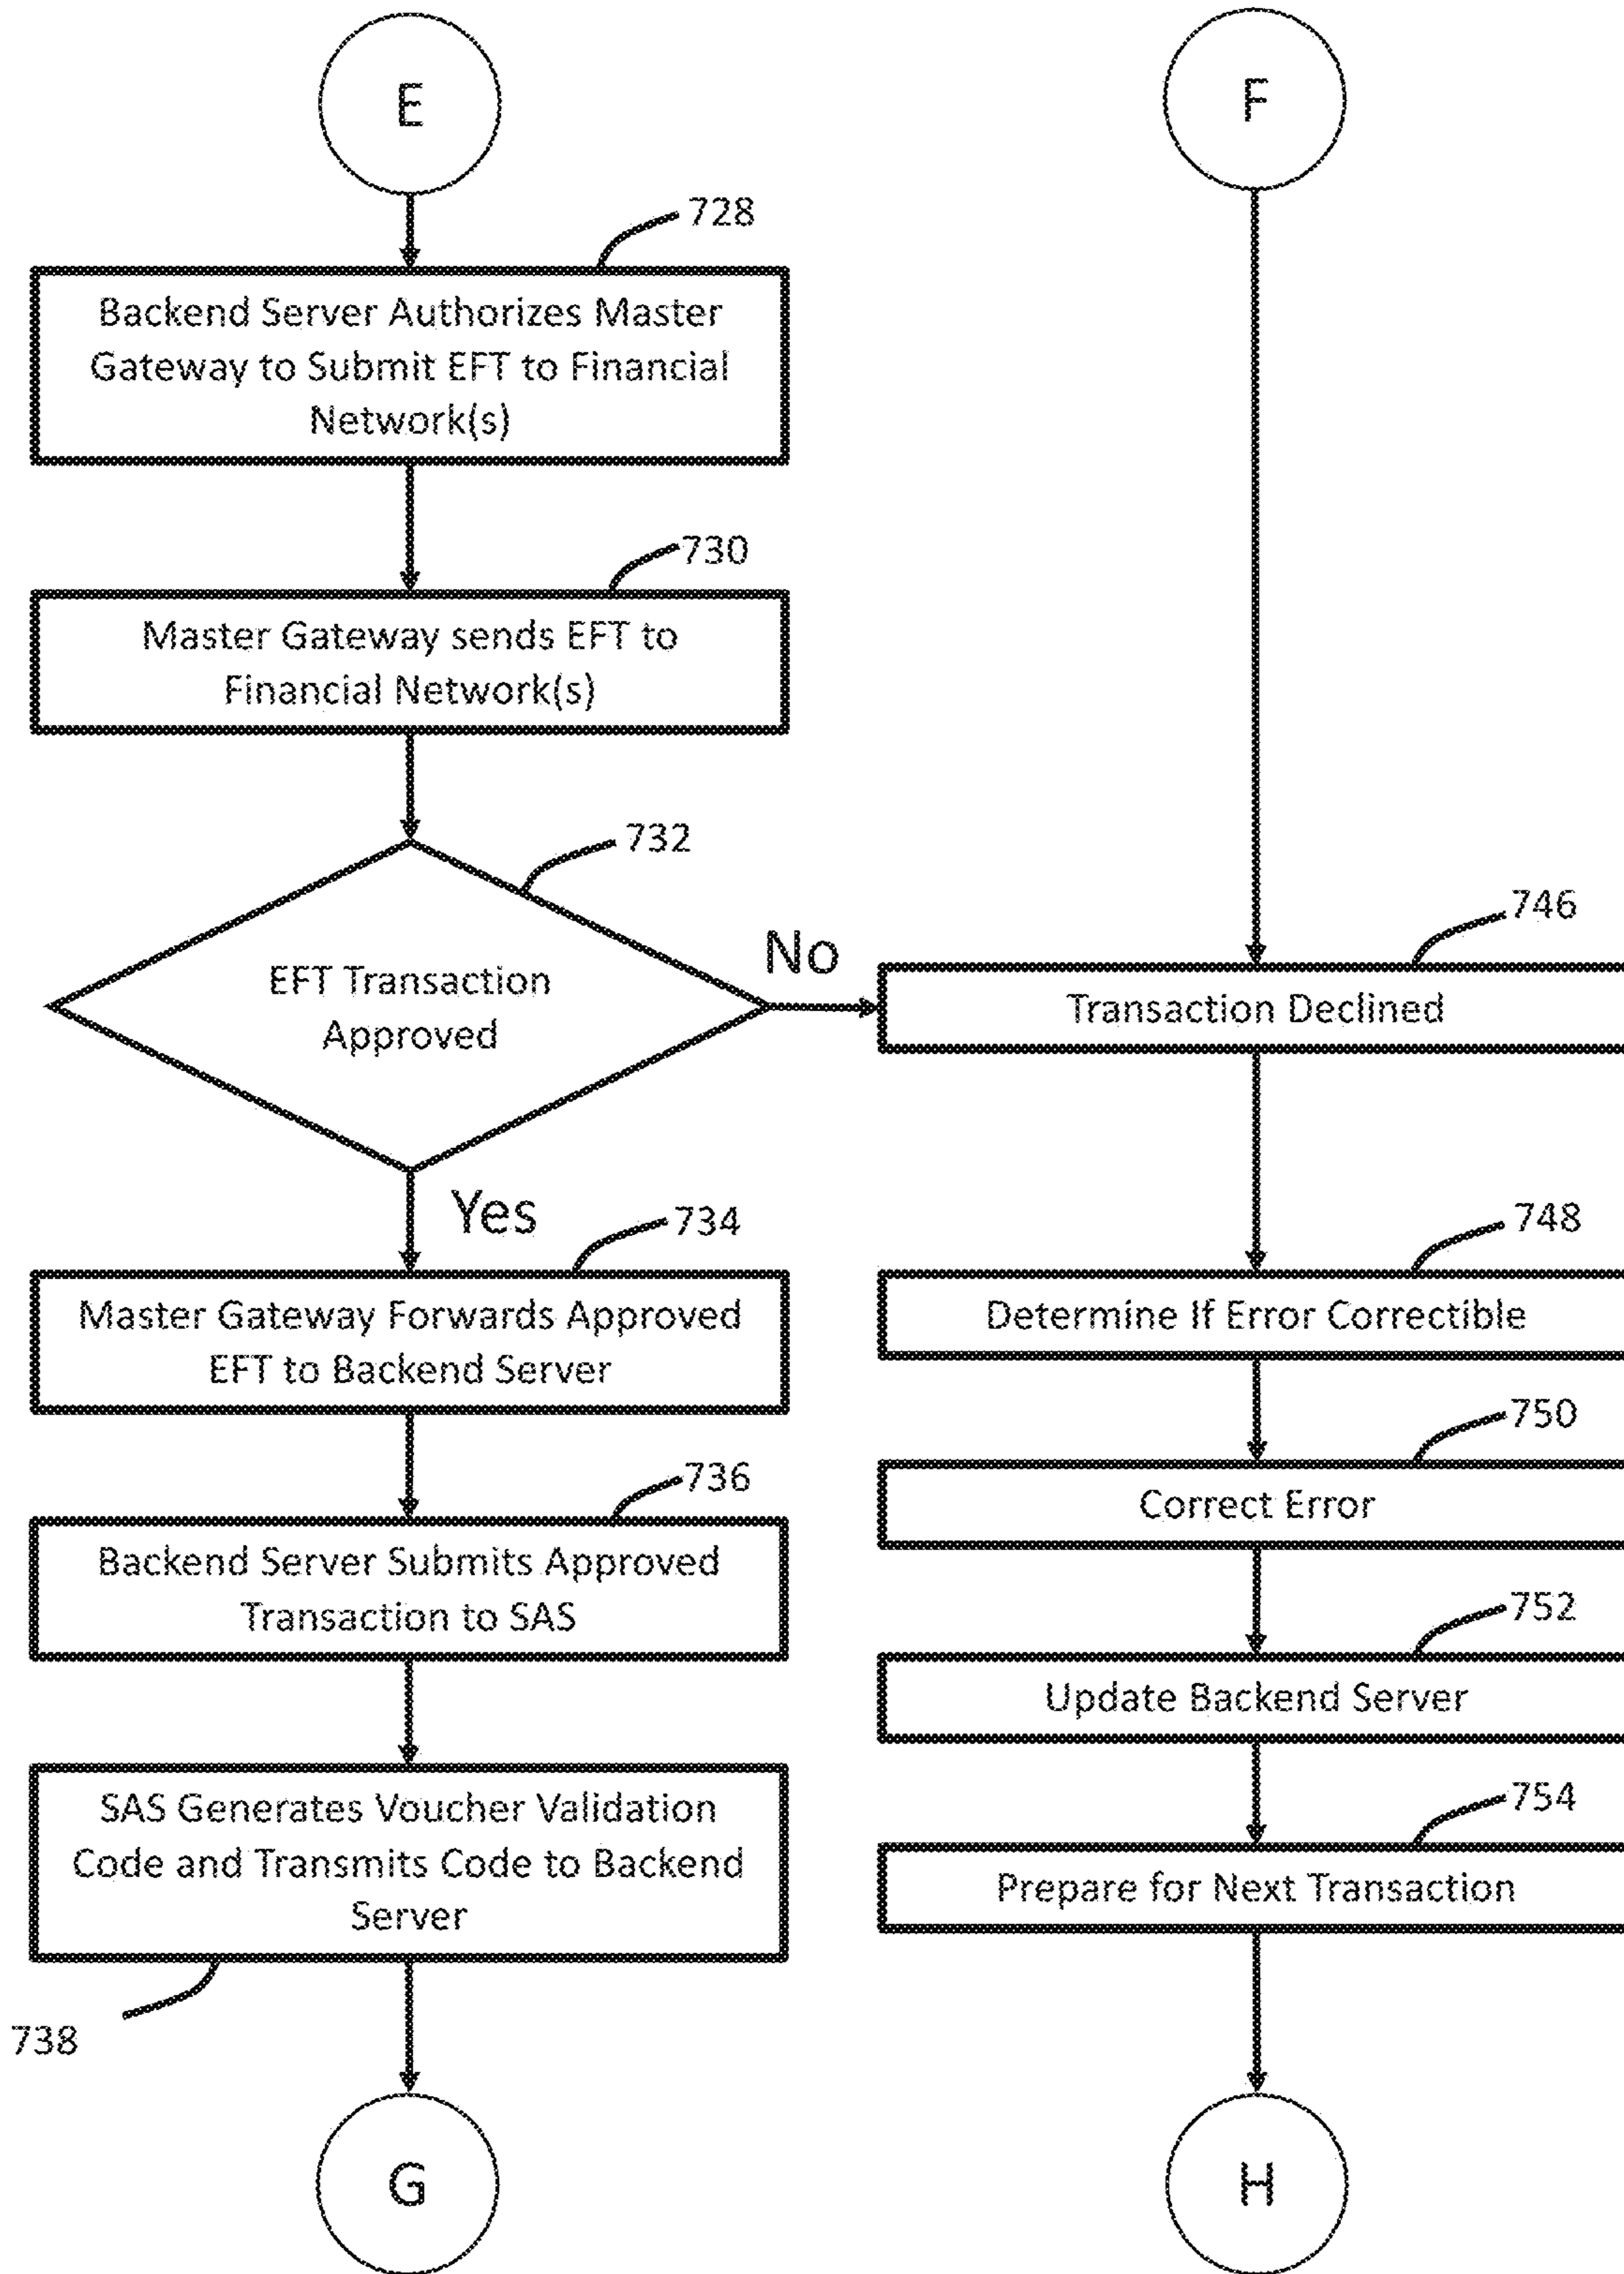 E
728
Backend Server Authorizes Master
Gateway to Submit EFT to Financial
Network(s)
730
Master Gateway sends EFT to
Financial Network(s)
732
EFT Transaction
Approved
No
Yes
734
Master Gateway Forwards Approved
EFT to Backend Server
736
Backend Server Submits Approved
Transaction to SAS
SAS Generates Voucher Validation
Code and Transmits Code to Backend
Server
738
G
F
746
Transaction Declined
748
Determine If Error Correctible
750
Correct Error
752
Update Backend Server
754
Prepare for Next Transaction
H